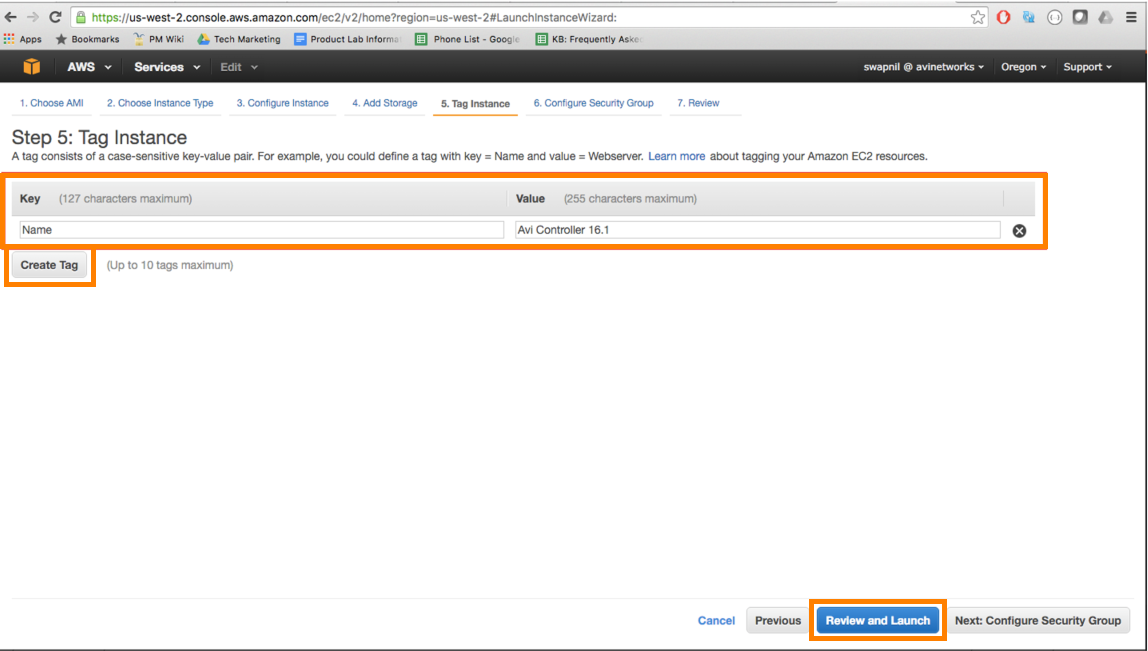 https://us-west-2.console.aws.amazon.com/ec2/v2/home?region=us-west-2#LaunchInstanceWizard:
Apps Bookmarks PM Wiki Tech Marketing Product Lab Informa Phone List - Google KB: Frequently Aske
AWS Services Edit swapnil @ avinetworks Oregon Support
1. Choose AMI 2. Choose Instance Type 3. Configure Instance 4. Add Storage 5. Tag Instance 6. Configure Security Group 7. Review
Step 5: Tag Instance
A tag consists of a case-sensitive key-value pair. For example, you could define a tag with key = Name and value = Webserver. Learn more about tagging your Amazon EC2 resources.
Key (127 characters maximum) Value (255 characters maximum)
Name Avi Controller 16.1
Create Tag (Up to 10 tags maximum)
Cancel Previous Review and Launch Next: Configure Security Group